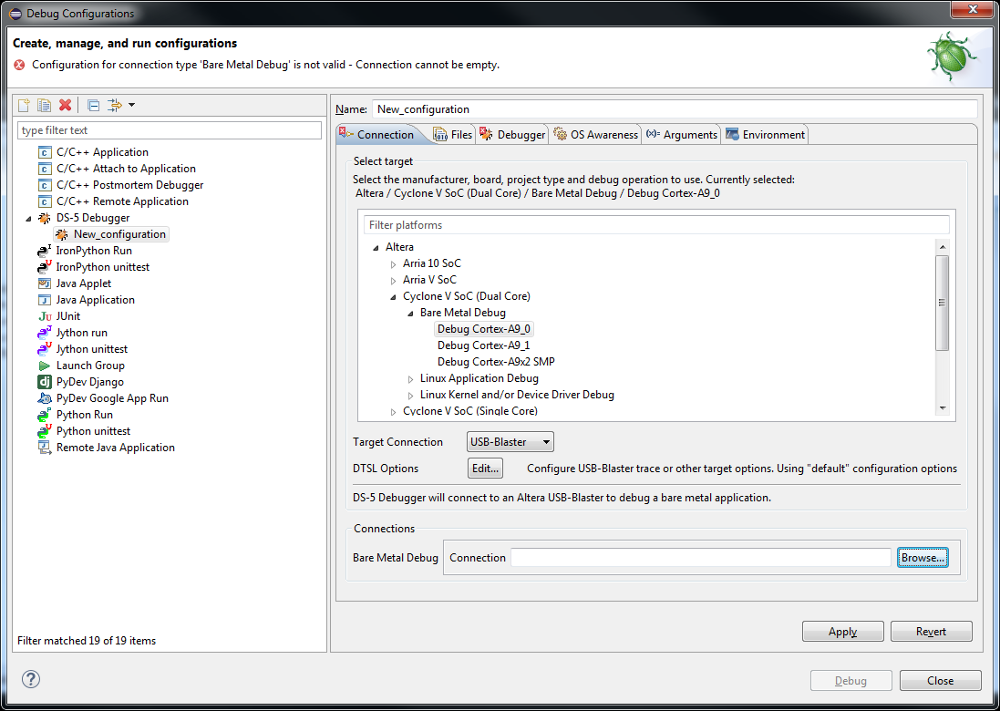 Debug Configurations
Create, manage, and run configurations
Configuration for connection type 'Bare Metal Debug' is not valid - Connection cannot be empty.
type filter text
C/C++ Application
C/C++ Attach to Application
C/C++ Postmortem Debugger
C/C++ Remote Application
DS-5 Debugger
New_configuration
IronPython Run
IronPython unittest
Java Applet
Java Application
JUnit
Jython run
Jython unittest
Launch Group
PyDev Django
PyDev Google App Run
Python Run
Python unittest
Remote Java Application
Filter matched 19 of 19 items
Name: New_configuration
Connection Files Debugger OS Awareness Arguments Environment
Select target
Select the manufacturer, board, project type and debug operation to use. Currently selected:
Altera / Cyclone V SoC (Dual Core) / Bare Metal Debug / Debug Cortex-A9_0
Filter platforms
Altera
Arria 10 SoC
Arria V SoC
Cyclone V SoC (Dual Core)
Bare Metal Debug
Debug Cortex-A9_0
Debug Cortex-A9_1
Debug Cortex-A9x2 SMP
Linux Application Debug
Linux Kernel and/or Device Driver Debug
Cyclone V SoC (Single Core)
Target Connection USB-Blaster
DTSL Options Edit... Configure USB-Blaster trace or other target options. Using "default" configuration options
DS-5 Debugger will connect to an Altera USB-Blaster to debug a bare metal application.
Connections
Bare Metal Debug Connection Browse...
Apply Revert
Debug Close